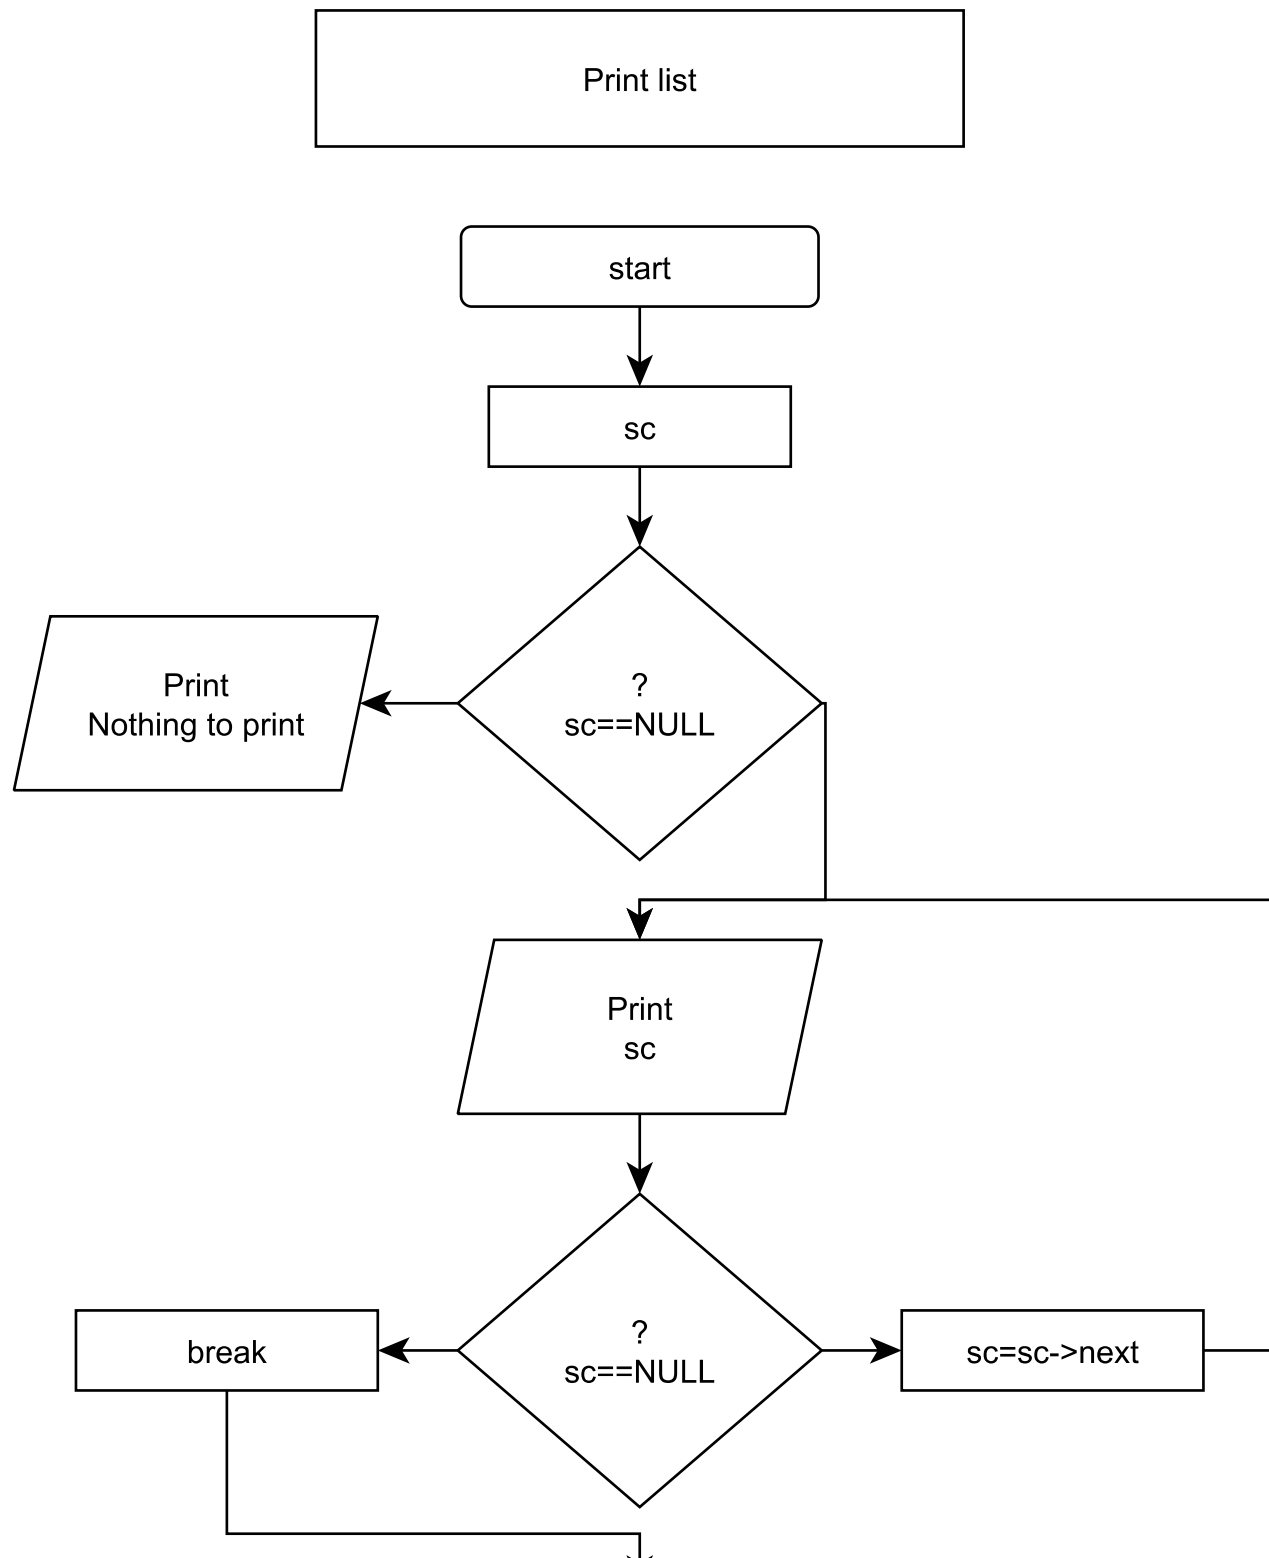 Print list
start
sc
?
sc==NULL
Print
Nothing to print
Print
sc
?
sc==NULL
break
sc=sc->next